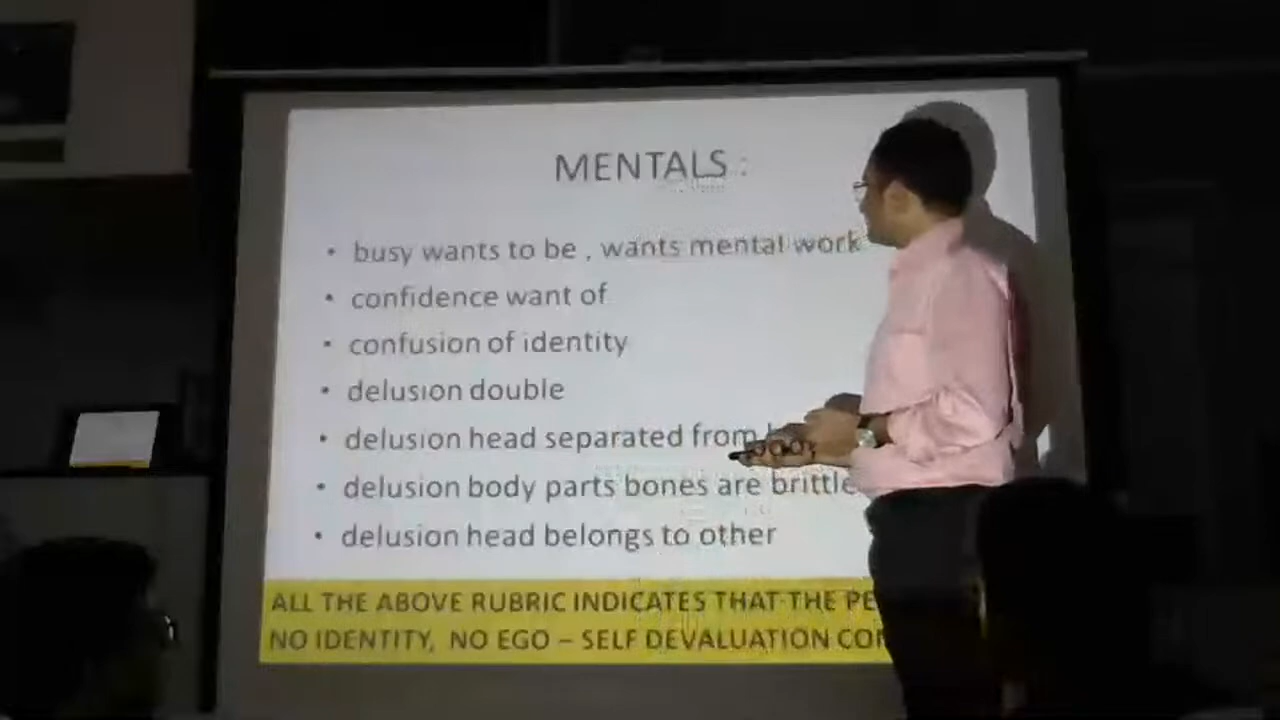 MENTALS :
• busy wants to be , wants mental work
• confidence want of
• confusion of identity
• delusion double
• delusion head separated from
• delusion body parts bones are brittle
• delusion head belongs to other
ALL THE ABOVE RUBRIC INDICATES THAT THE
NO IDENTITY, NO EGO – SELF DEVALUATION